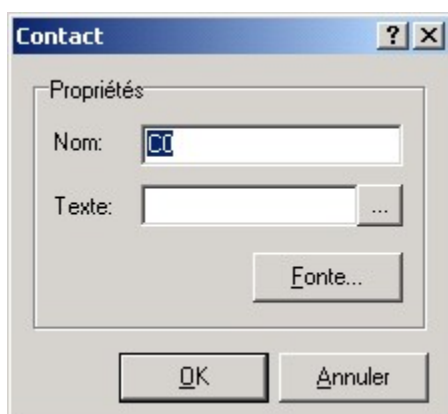 Contact
Propriétés
Nom: C0
Texte: ...
Fonte...
OK Annuler